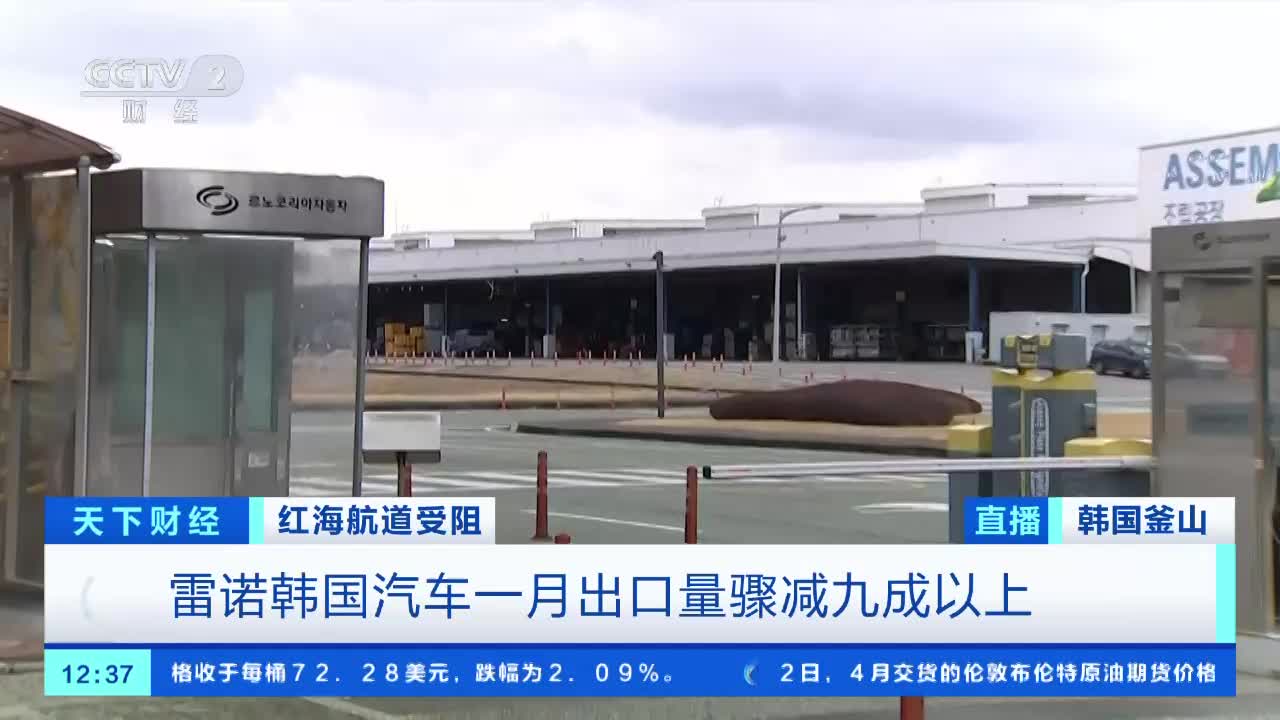 CCTV 2
财经
르노코리아자동차
ASSEM
조립공장
天下财经
红海航道受阻
直播
韩国釜山
雷诺韩国汽车一月出口量骤减九成以上
12:37
格收于每桶72.28美元，跌幅为2.09%。
2日，4月交货的伦敦布伦特原油期货价格